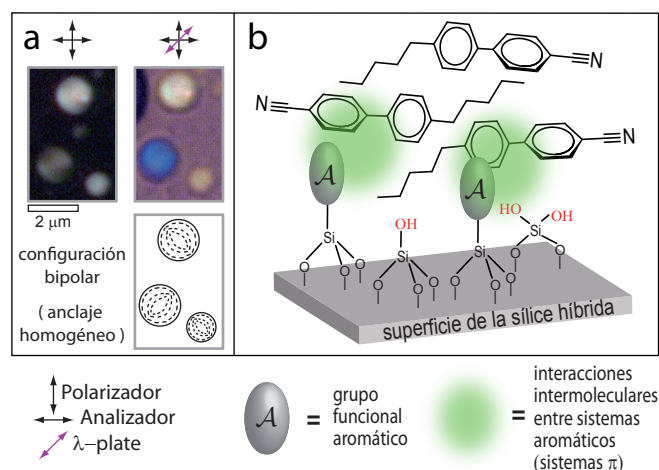 a
2 μm
configuración
bipolar
( anclaje
homogéneo )
b
N
N
N
A
A
Si
OH
Si
Si
HO
OH
Si
O
O
O
O
O
O
O
O
O
O
O
superficie de la sílice híbrida
Polarizador
Analizador
λ–plate
A = grupo
funcional
aromático
= interacciones
intermoleculares
entre sistemas
aromáticos
(sistemas π)